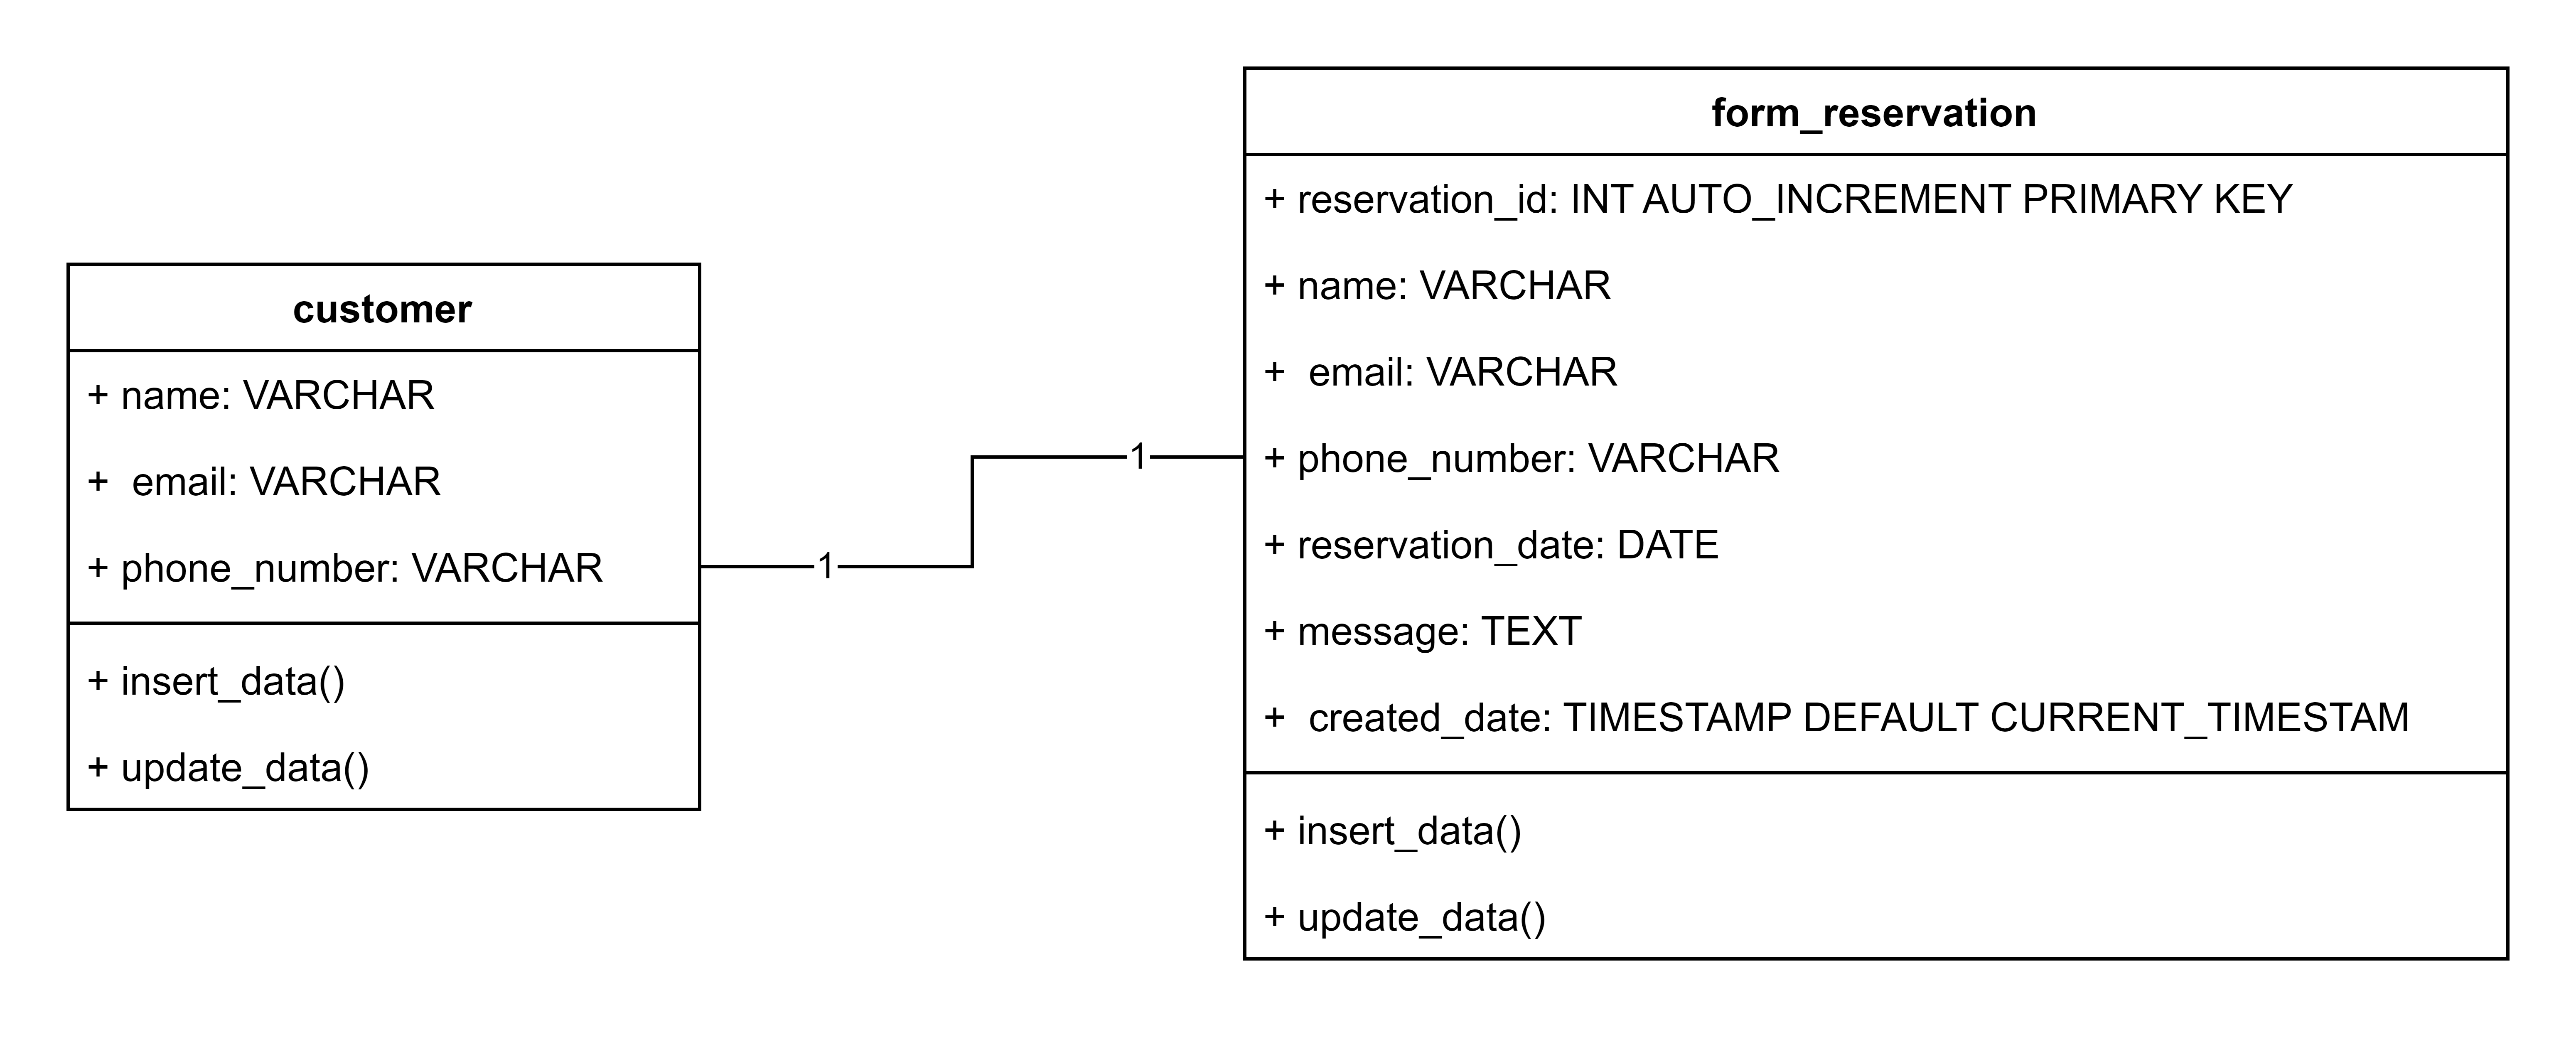 customer
+ name: VARCHAR
+ email: VARCHAR
+ phone_number: VARCHAR
+ insert_data()
+ update_data()
1
1
form_reservation
+ reservation_id: INT AUTO_INCREMENT PRIMARY KEY
+ name: VARCHAR
+ email: VARCHAR
+ phone_number: VARCHAR
+ reservation_date: DATE
+ message: TEXT
+ created_date: TIMESTAMP DEFAULT CURRENT_TIMESTAM
+ insert_data()
+ update_data()